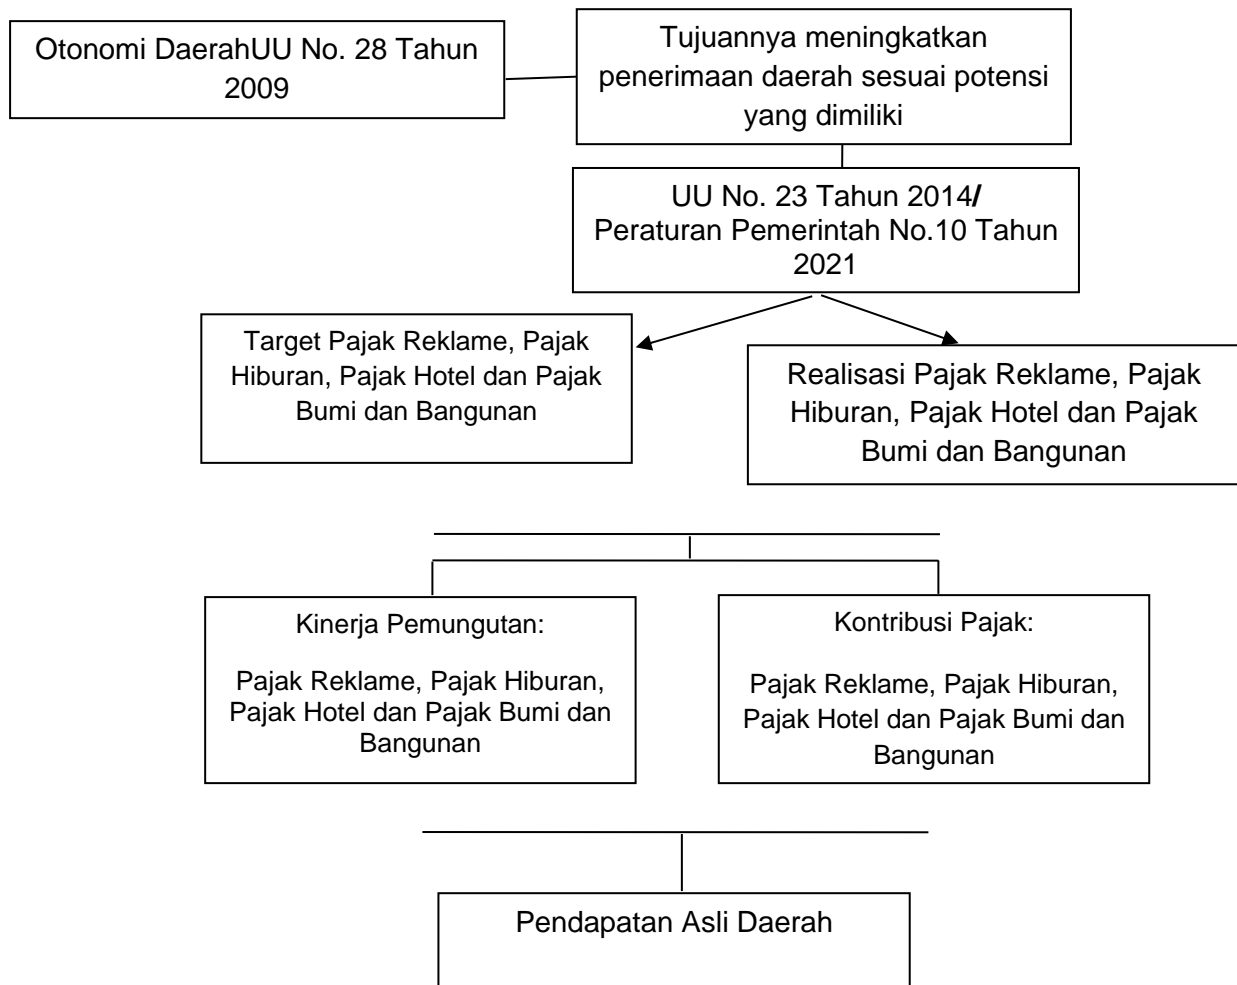 Otonomi DaerahUU No. 28 Tahun
2009
Tujuannya meningkatkan
penerimaan daerah sesuai potensi
yang dimiliki
UU No. 23 Tahun 2014/
Peraturan Pemerintah No.10 Tahun
2021
Target Pajak Reklame, Pajak
Hiburan, Pajak Hotel dan Pajak
Bumi dan Bangunan
Realisasi Pajak Reklame, Pajak
Hiburan, Pajak Hotel dan Pajak
Bumi dan Bangunan
Kinerja Pemungutan:
Pajak Reklame, Pajak Hiburan,
Pajak Hotel dan Pajak Bumi dan
Bangunan
Kontribusi Pajak:
Pajak Reklame, Pajak Hiburan,
Pajak Hotel dan Pajak Bumi dan
Bangunan
Pendapatan Asli Daerah